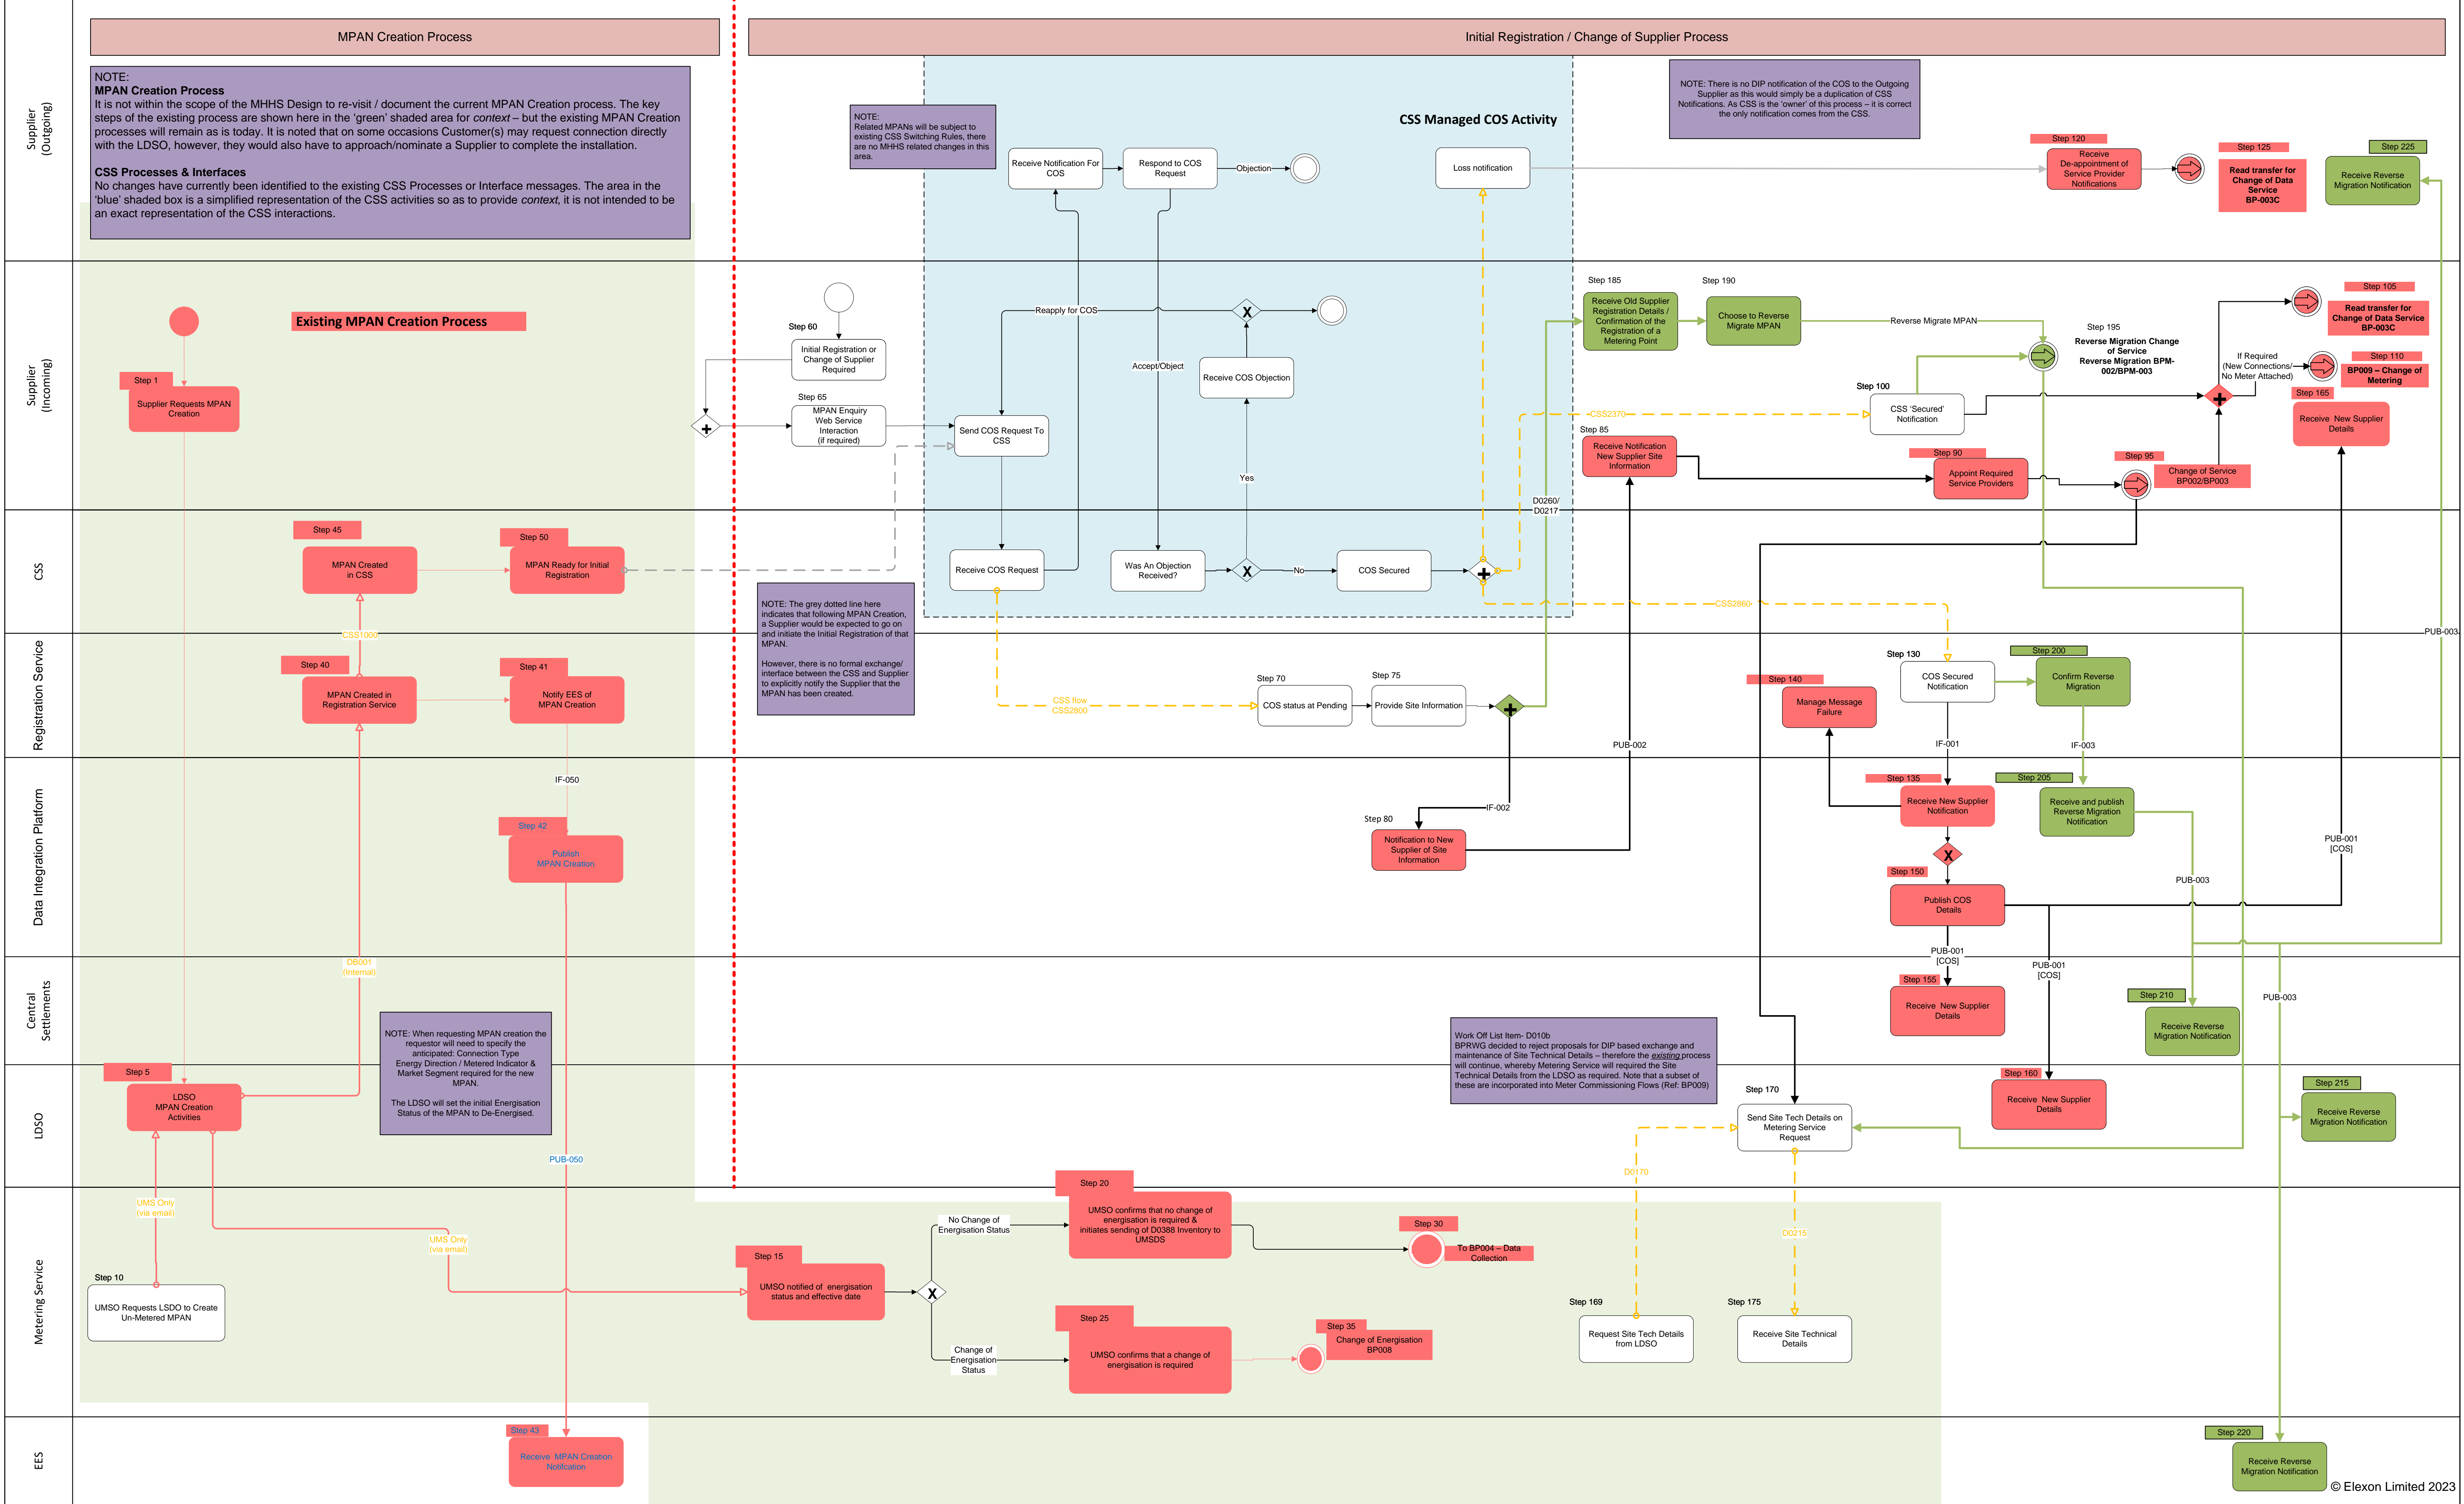 MPAN Creation Process
Initial Registration / Change of Supplier Process
Supplier
(Outgoing)
NOTE:
MPAN Creation Process
It is not within the scope of the MHHS Design to re-visit / document the current MPAN Creation process. The key
steps of the existing process are shown here in the ‘green’ shaded area for context – but the existing MPAN Creation
processes will remain as is today. It is noted that on some occasions Customer(s) may request connection directly
with the LDSO, however, they would also have to approach/nominate a Supplier to complete the installation.
CSS Processes & Interfaces
No changes have currently been identified to the existing CSS Processes or Interface messages. The area in the
‘blue’ shaded box is a simplified representation of the CSS activities so as to provide context, it is not intended to be
an exact representation of the CSS interactions.
NOTE:
Related MPANs will be subject to
existing CSS Switching Rules, there
are no MHHS related changes in this
area.
CSS Managed COS Activity
NOTE: There is no DIP notification of the COS to the Outgoing
Supplier as this would simply be a duplication of CSS
Notifications. As CSS is the ‘owner’ of this process – it is correct
the only notification comes from the CSS.
Receive Notification For
COS
Respond to COS
Request
Objection
Loss notification
Step 120
Receive
De-appointment of
Service Provider
Notifications
Step 125
Read transfer for
Change of Data
Service
BP-003C
Step 225
Receive Reverse
Migration Notification
Supplier
(Incoming)
Existing MPAN Creation Process
Step 1
Supplier Requests MPAN
Creation
Step 60
Initial Registration or
Change of Supplier
Required
Step 65
MPAN Enquiry
Web Service
Interaction
(if required)
Reapply for COS
Accept/Object
Receive COS Objection
Send COS Request To
CSS
Yes
Step 185
Receive Old Supplier
Registration Details /
Confirmation of the
Registration of a
Metering Point
Step 190
Choose to Reverse
Migrate MPAN
Reverse Migrate MPAN
Step 195
Reverse Migration Change
of Service
Reverse Migration BPM-
002/BPM-003
Step 105
Read transfer for
Change of Data Service
BP-003C
If Required
(New Connections/
No Meter Attached)
Step 110
BP009 – Change of
Metering
Step 100
CSS ‘Secured’
Notification
CSS2370
Step 165
Receive New Supplier
Details
Step 85
Receive Notification
New Supplier Site
Information
Step 90
Appoint Required
Service Providers
Step 95
Change of Service
BP002/BP003
D0260/
D0217
CSS
Step 45
MPAN Created
in CSS
Step 50
MPAN Ready for Initial
Registration
Receive COS Request
Was An Objection
Received?
No
COS Secured
CSS2860
NOTE: The grey dotted line here
indicates that following MPAN Creation,
a Supplier would be expected to go on
and initiate the Initial Registration of that
MPAN.
However, there is no formal exchange/
interface between the CSS and Supplier
to explicitly notify the Supplier that the
MPAN has been created.
CSS1000
PUB-003
Registration Service
Step 40
MPAN Created in
Registration Service
Step 41
Notify EES of
MPAN Creation
CSS flow
CSS2800
Step 70
COS status at Pending
Step 75
Provide Site Information
PUB-002
Step 140
Manage Message
Failure
Step 130
COS Secured
Notification
Step 200
Confirm Reverse
Migration
IF-001
IF-003
Data Integration Platform
IF-050
Step 42
Publish
MPAN Creation
IF-002
Step 80
Notification to New
Supplier of Site
Information
Step 135
Receive New Supplier
Notification
Step 205
Receive and publish
Reverse Migration
Notification
Step 150
Publish COS
Details
PUB-003
PUB-001
[COS]
PUB-001
[COS]
PUB-001
[COS]
Central
Settlements
DB001
(Internal)
Step 155
Receive New Supplier
Details
Step 210
Receive Reverse
Migration Notification
PUB-003
NOTE: When requesting MPAN creation the
requestor will need to specify the
anticipated: Connection Type
Energy Direction / Metered Indicator &
Market Segment required for the new
MPAN.
The LDSO will set the initial Energisation
Status of the MPAN to De-Energised.
Work Off List Item- D010b
BPRWG decided to reject proposals for DIP based exchange and
maintenance of Site Technical Details – therefore the existing process
will continue, whereby Metering Service will required the Site
Technical Details from the LDSO as required. Note that a subset of
these are incorporated into Meter Commissioning Flows (Ref: BP009)
LDSO
Step 5
LDSO
MPAN Creation
Activities
PUB-050
Step 170
Send Site Tech Details on
Metering Service
Request
Step 160
Receive New Supplier
Details
Step 215
Receive Reverse
Migration Notification
D0170
Metering Service
UMS Only
(via email)
UMS Only
(via email)
Step 10
UMSO Requests LSDO to Create
Un-Metered MPAN
Step 15
UMSO notified of energisation
status and effective date
No Change of
Energisation Status
Change of
Energisation
Status
Step 20
UMSO confirms that no change of
energisation is required &
initiates sending of D0388 Inventory to
UMSDS
Step 30
To BP004 – Data
Collection
Step 25
UMSO confirms that a change of
energisation is required
Step 35
Change of Energisation
BP008
D0215
Step 169
Request Site Tech Details
from LDSO
Step 175
Receive Site Technical
Details
EES
Step 43
Receive MPAN Creation
Notifcation
Step 220
Receive Reverse
Migration Notification
© Elexon Limited 2023